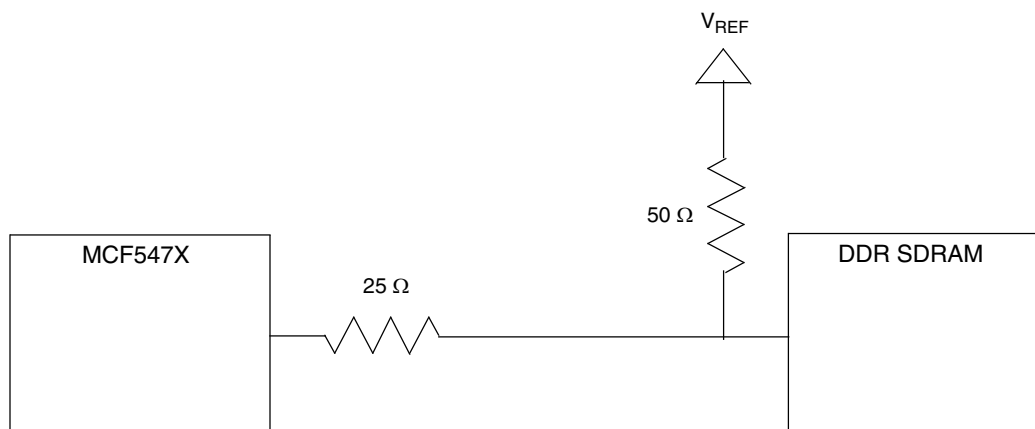 V_REF
50 Ω
MCF547X
DDR SDRAM
25 Ω